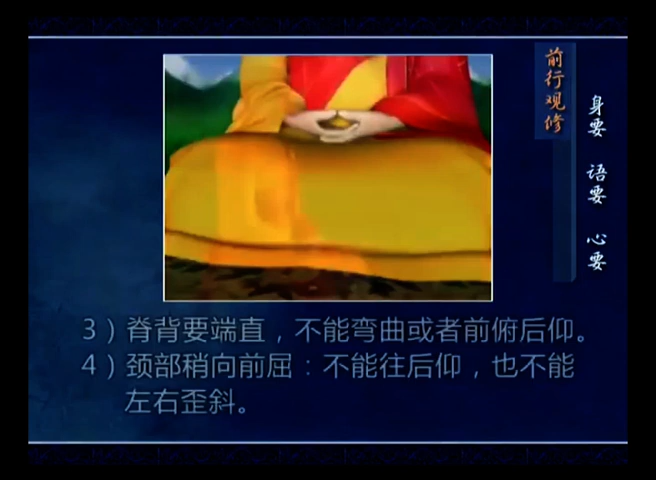 前行观修
身要
语要
心要
3）脊背要端直，不能弯曲或者前俯后仰。
4）颈部稍向前屈：不能往后仰，也不能
左右歪斜。